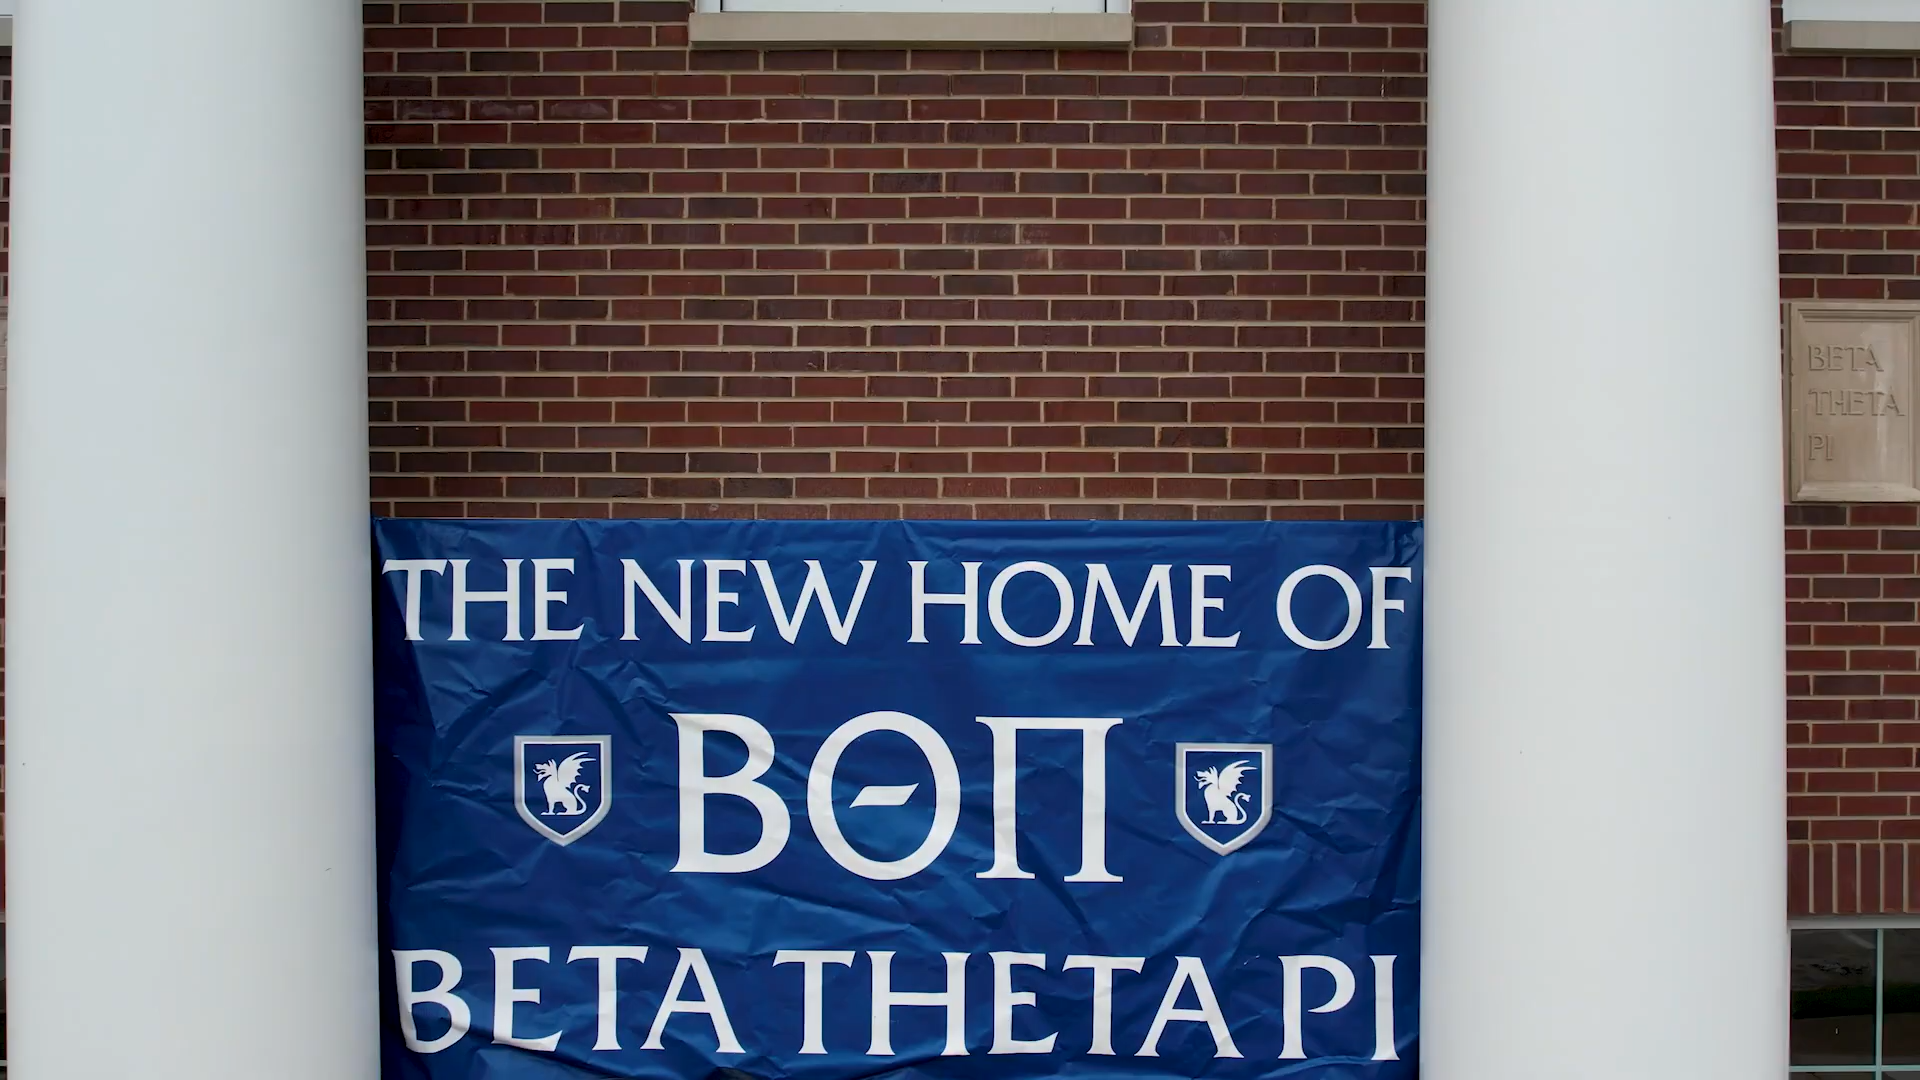 THE NEW HOME OF
ΒΘΠ
BETA THETA PI
BETA
THETA
PI